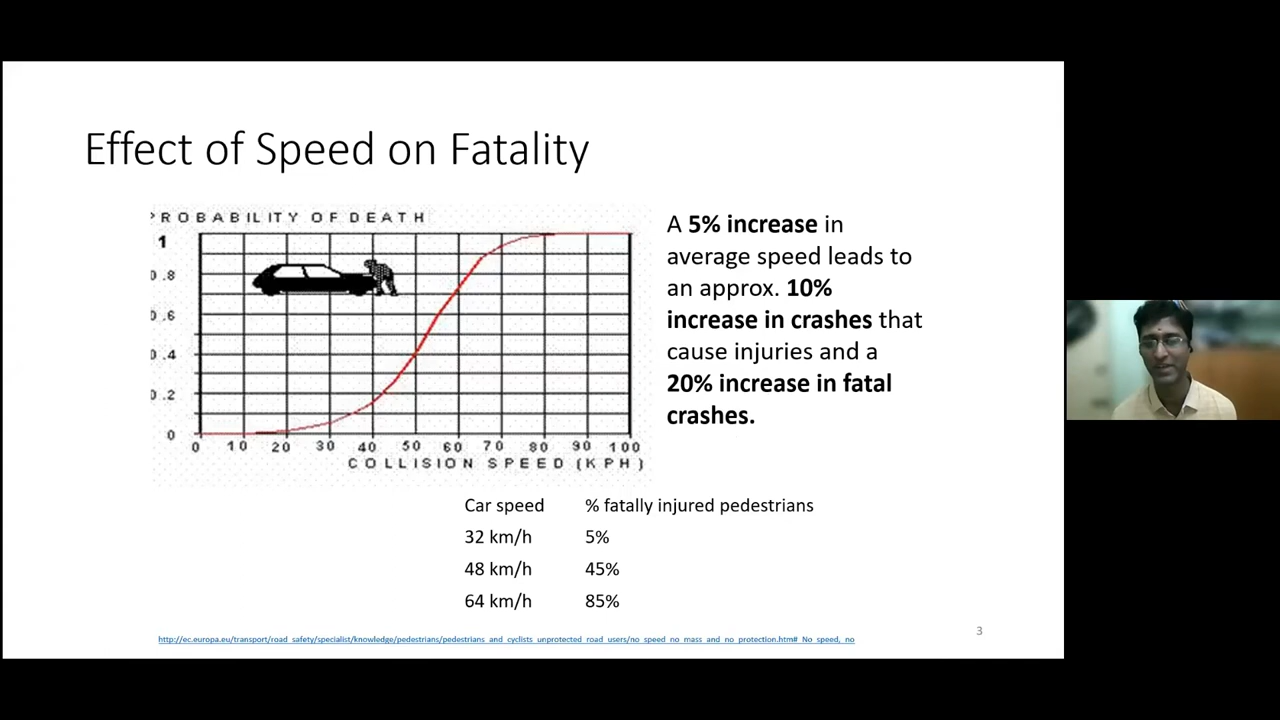 Effect of Speed on Fatality
PROBABILITY OF DEATH
1
0.8
0.6
0.4
0.2
0
0 10 20 30 40 50 60 70 80 90 100
COLLISION SPEED (KPH)
A 5% increase in
average speed leads to
an approx. 10%
increase in crashes that
cause injuries and a
20% increase in fatal
crashes.
Car speed % fatally injured pedestrians
32 km/h 5%
48 km/h 45%
64 km/h 85%
http://ec.europa.eu/transport/road_safety/specialist/knowledge/pedestrians/pedestrians_and_cyclists_unprotected_road_users/no_speed_no_mass_and_no_protection.htm#_No_speed,_no
3